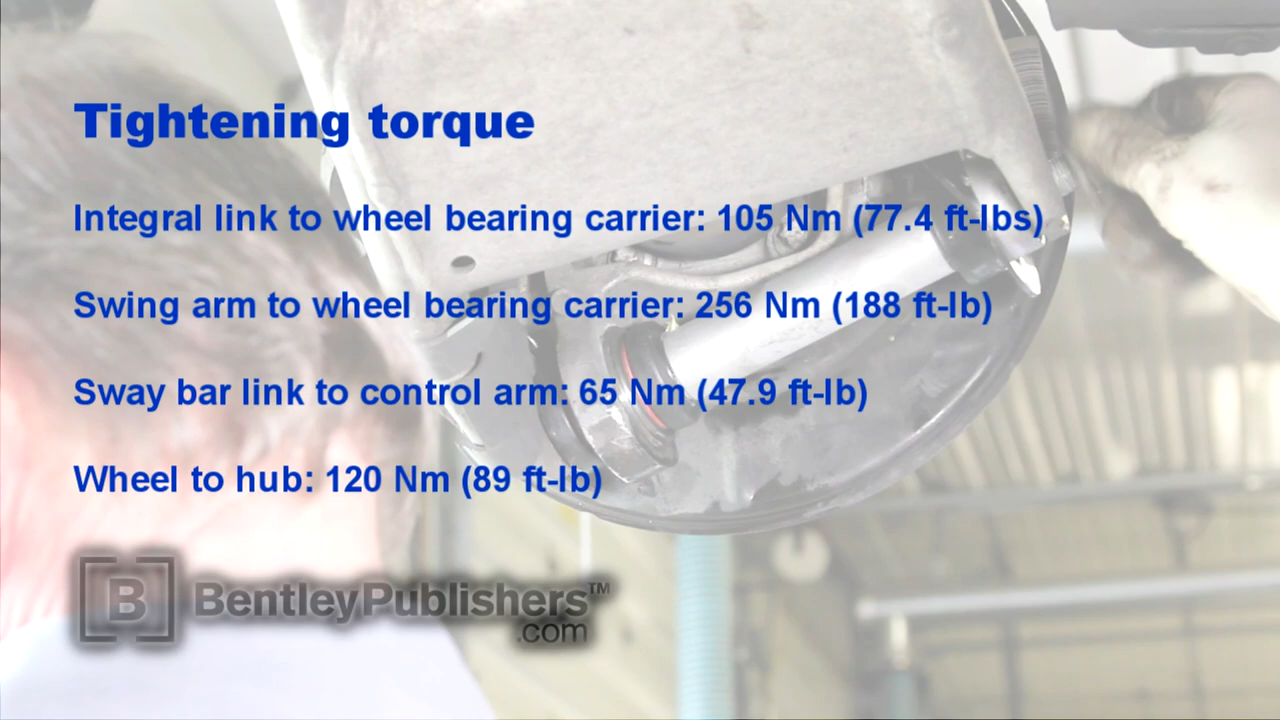 Tightening torque
Integral link to wheel bearing carrier: 105 Nm (77.4 ft-lbs)
Swing arm to wheel bearing carrier: 256 Nm (188 ft-lb)
Sway bar link to control arm: 65 Nm (47.9 ft-lb)
Wheel to hub: 120 Nm (89 ft-lb)
[B] BentleyPublishers™
.com